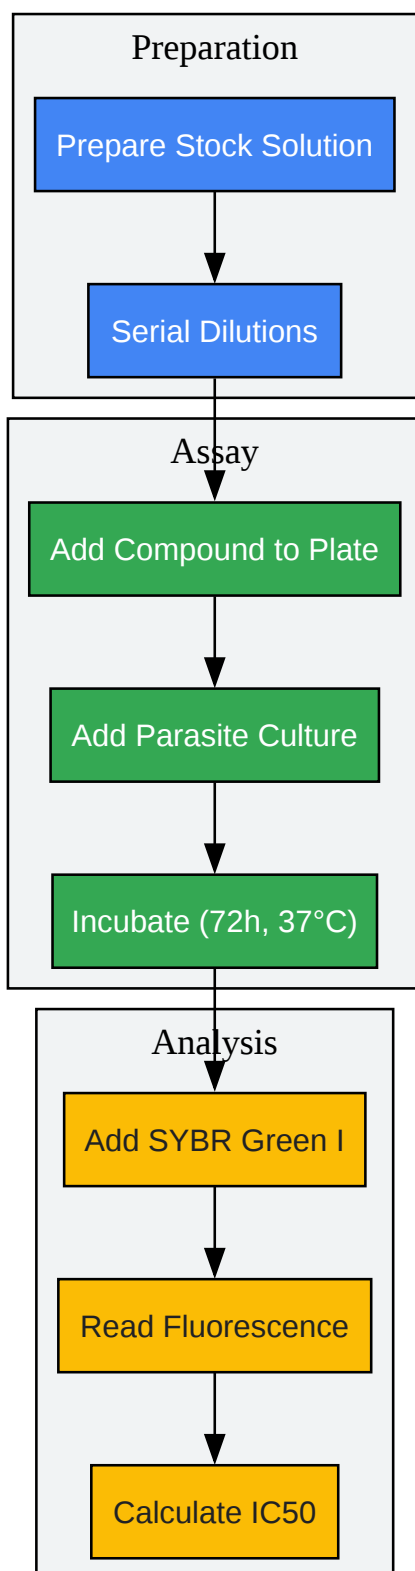 Preparation
Prepare Stock Solution
Serial Dilutions
Assay
Add Compound to Plate
Add Parasite Culture
Incubate (72h, 37°C)
Analysis
Add SYBR Green I
Read Fluorescence
Calculate IC50